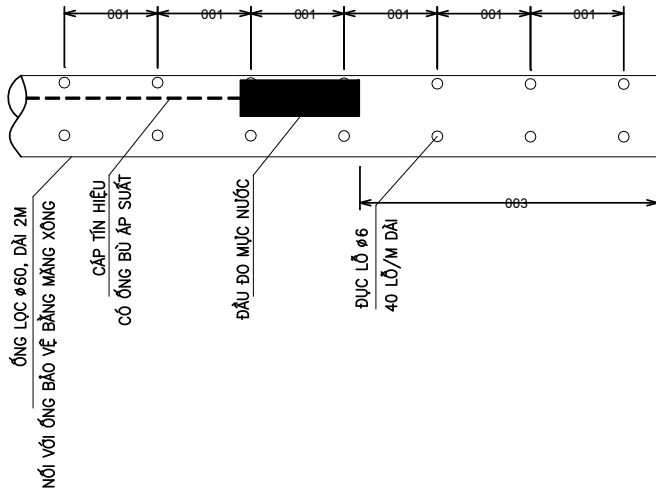 001
001
001
001
001
001
ỐNG LỌC ø60, DÀI 2M
NỐI VỚI ỐNG BẢO VỆ BẰNG MĂNG XÔNG
CÁP TÍN HIỆU
CÓ ỐNG BÙ ÁP SUẤT
ĐẦU ĐO MỰC NƯỚC
ĐỤC LỖ ø6
40 LỖ/M DÀI
003